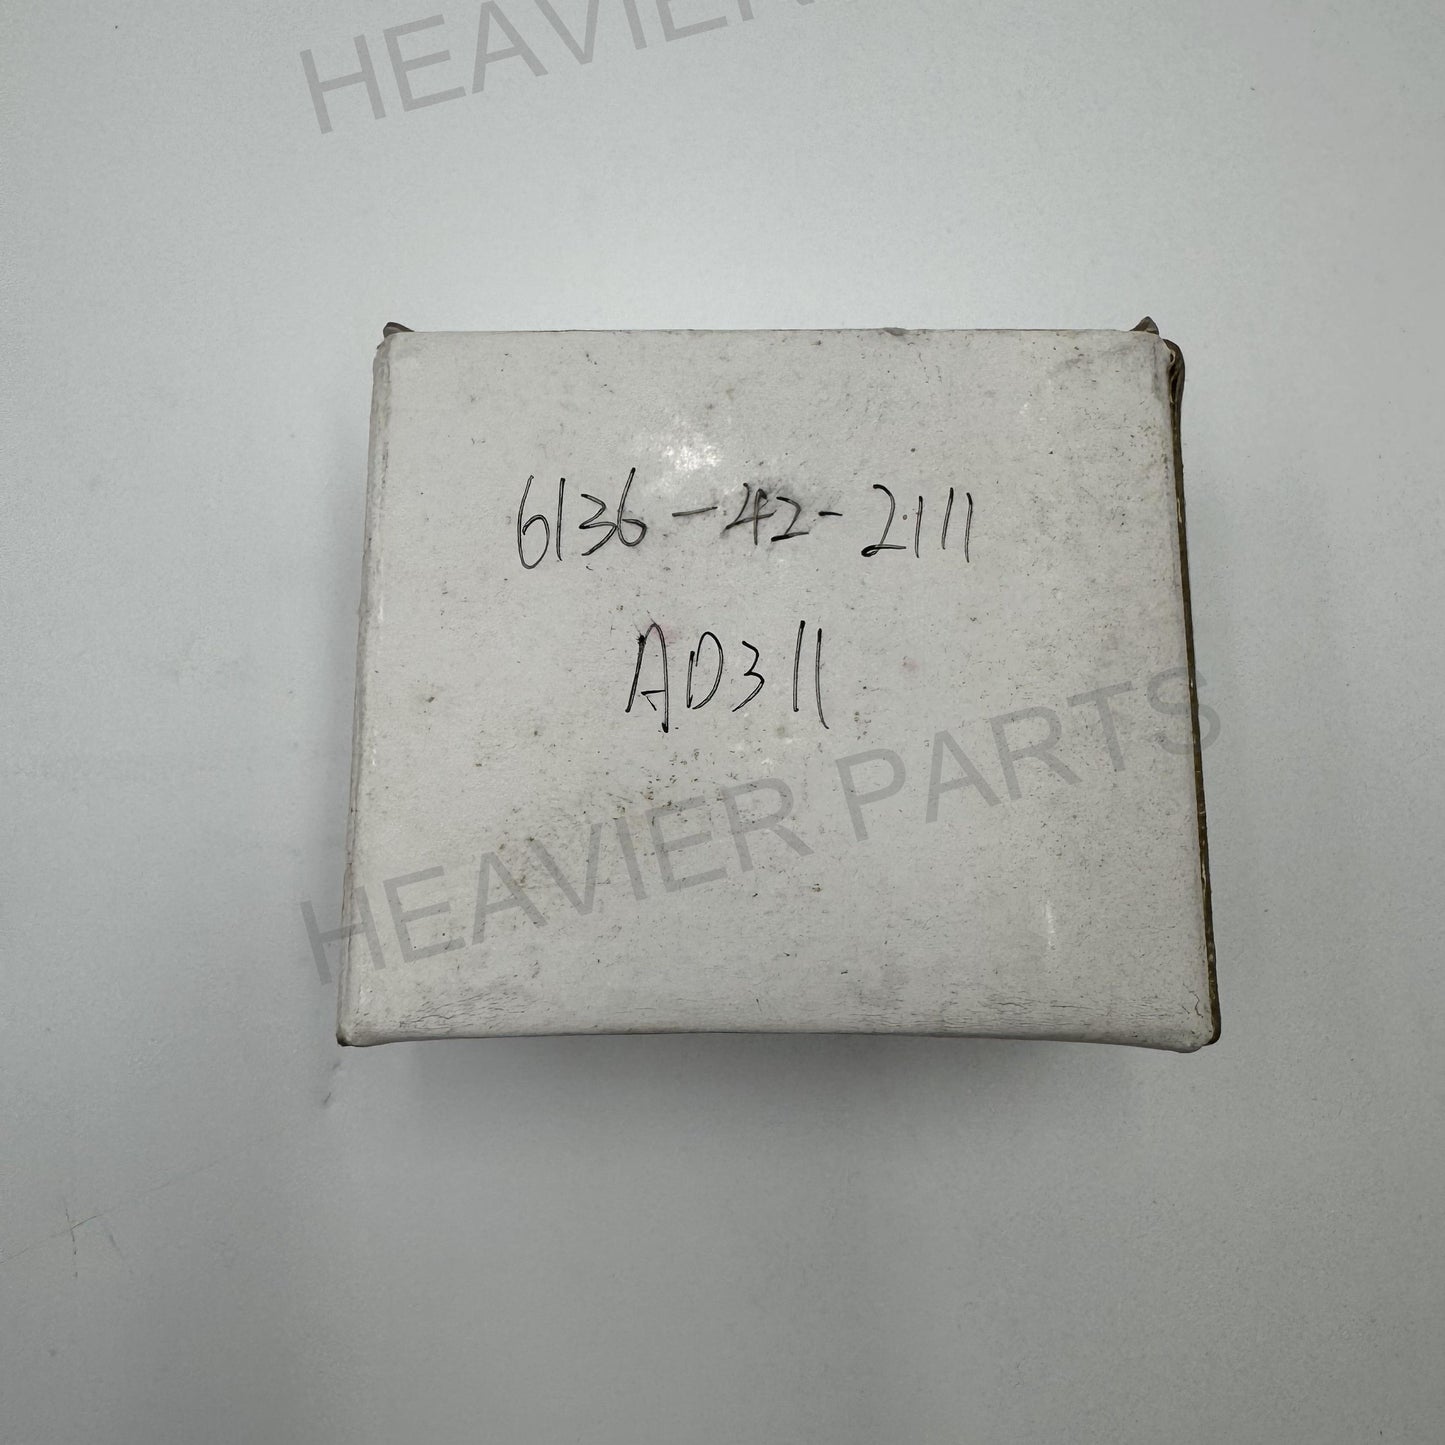 HEAVIER
6136-42-2111
AD311
HEAVIER PARTS